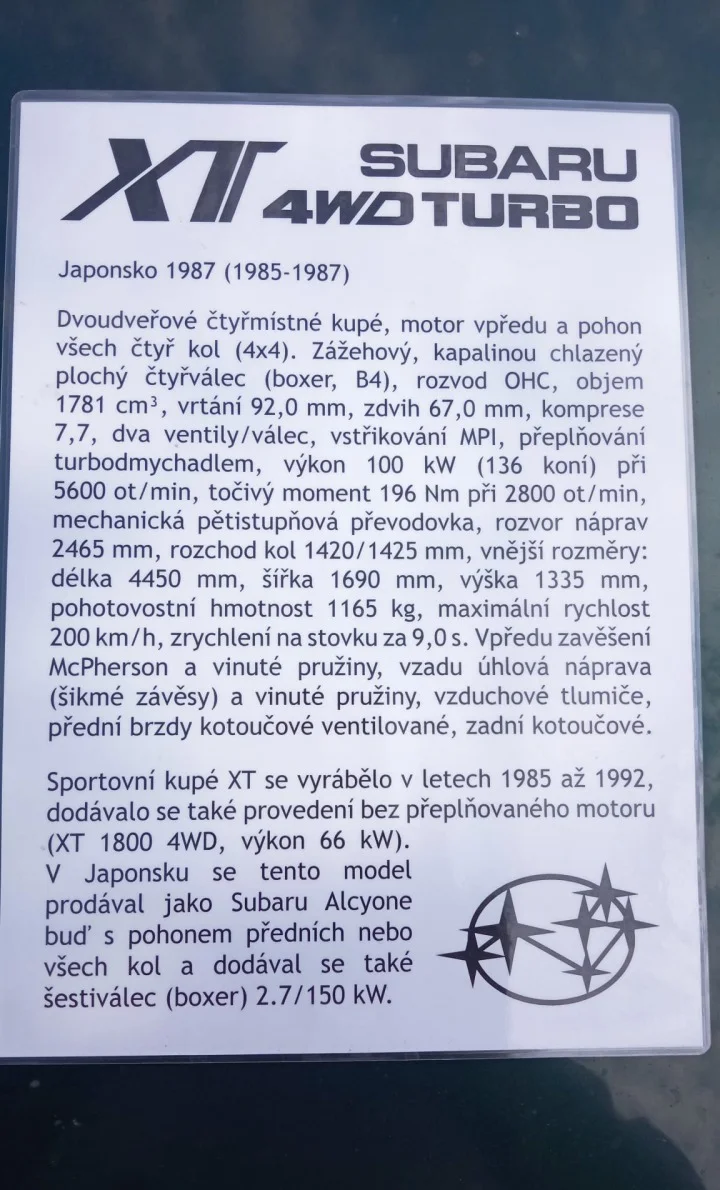 XT SUBARU
4WD TURBO
Japonsko 1987 (1985-1987)
Dvoudveřové čtyřmístné kupé, motor vpředu a pohon
všech čtyř kol (4x4). Zážehový, kapalinou chlazený
plochý čtyřválec (boxer, B4), rozvod OHC, objem
1781 cm³, vrtání 92,0 mm, zdvih 67,0 mm, komprese
7,7, dva ventily/válec, vstřikování MPI, přeplňování
turbodmychadlem, výkon 100 kW (136 koní) při
5600 ot/min, točivý moment 196 Nm při 2800 ot/min,
mechanická pětistupňová převodovka, rozvor náprav
2465 mm, rozchod kol 1420/1425 mm, vnější rozměry:
délka 4450 mm, šířka 1690 mm, výška 1335 mm,
pohotovostní hmotnost 1165 kg, maximální rychlost
200 km/h, zrychlení na stovku za 9,0 s. Vpředu zavěšení
McPherson a vinuté pružiny, vzadu úhlová náprava
(šikmé závěsy) a vinuté pružiny, vzduchové tlumiče,
přední brzdy kotoučové ventilované, zadní kotoučové.
Sportovní kupé XT se vyrábělo v letech 1985 až 1992,
dodávalo se také provedení bez přeplňovaného motoru
(XT 1800 4WD, výkon 66 kW).
V Japonsku se tento model
prodával jako Subaru Alcyone
buď s pohonem předních nebo
všech kol a dodával se také
šestiválec (boxer) 2.7/150 kW.